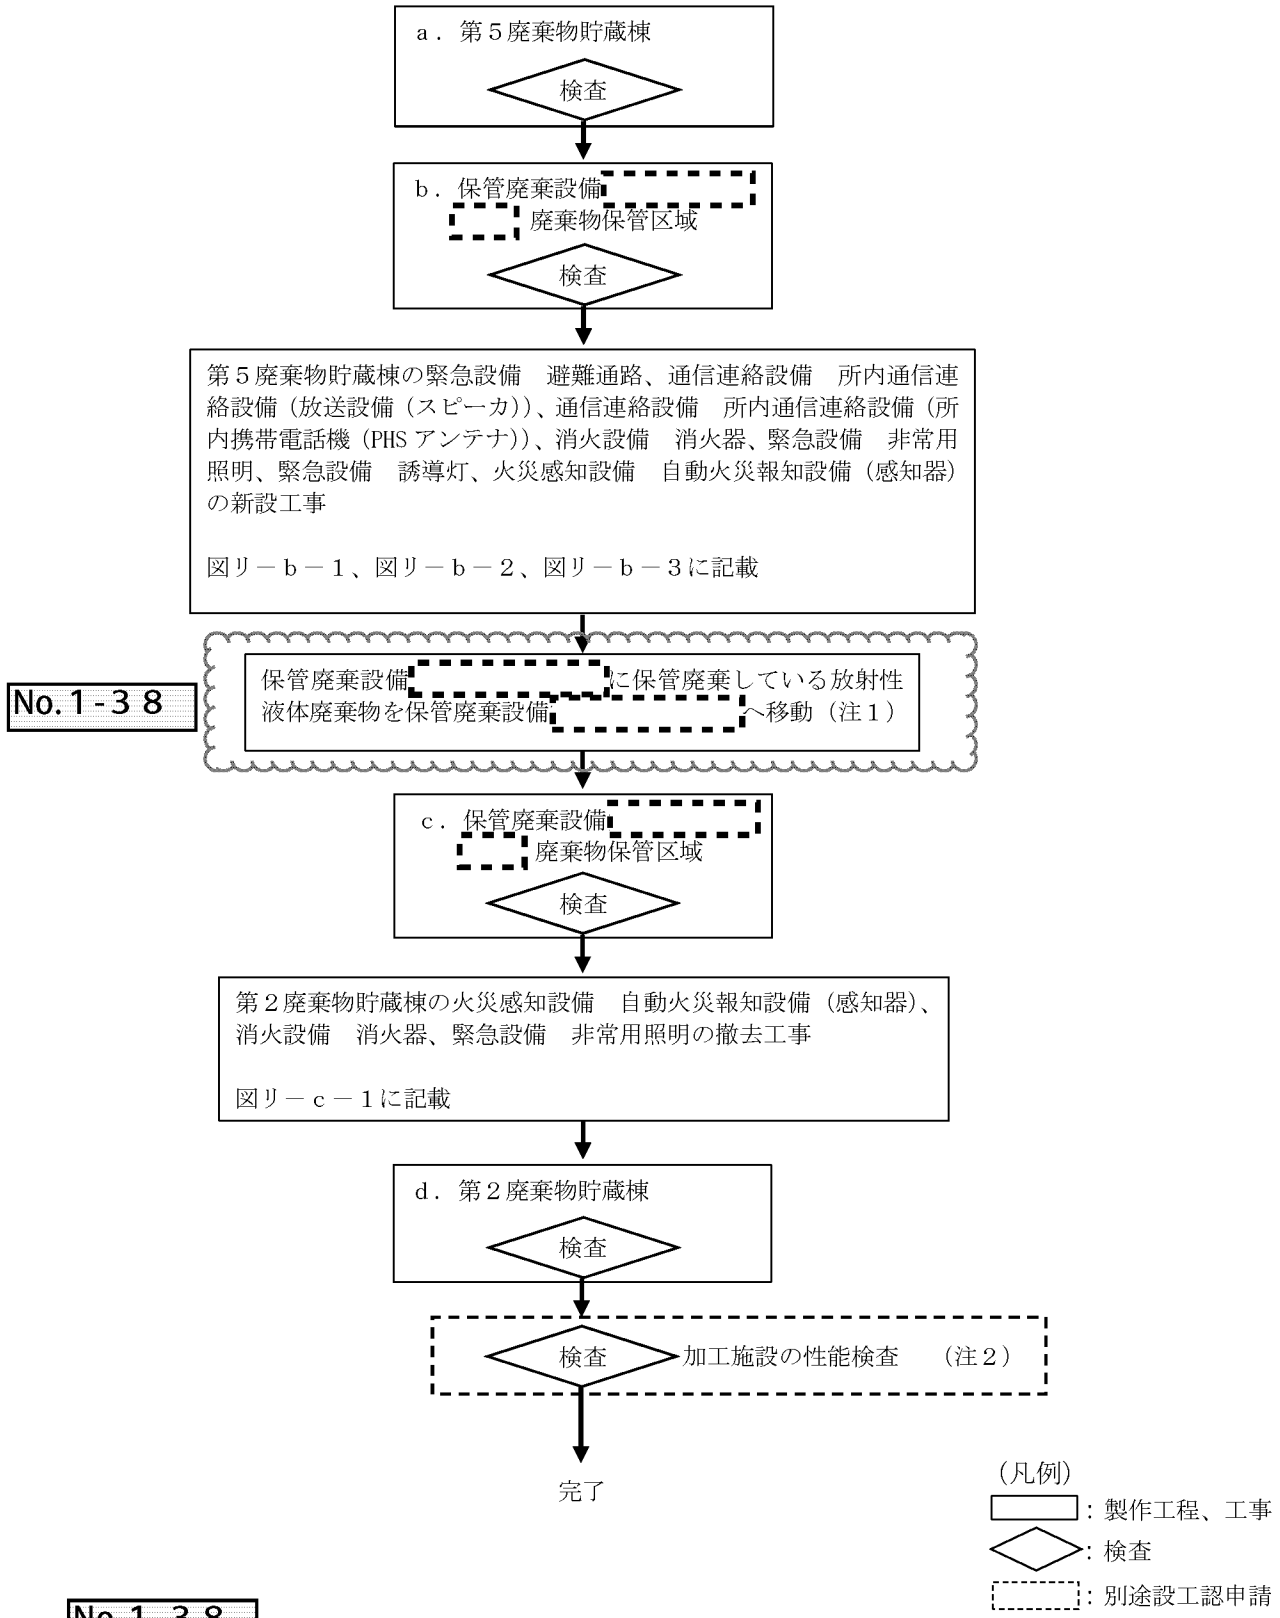 a．第５廃棄物貯蔵棟
検査
b．保管廃棄設備
廃棄物保管区域
検査
第５廃棄物貯蔵棟の緊急設備　避難通路、通信連絡設備　所内通信連
絡設備（放送設備（スピーカ））、通信連絡設備　所内通信連絡設備（所
内携帯電話機（PHS アンテナ））、消火設備　消火器、緊急設備　非常用
照明、緊急設備　誘導灯、火災感知設備　自動火災報知設備（感知器）
の新設工事
図リ－b－１、図リ－b－２、図リ－b－３に記載
No.1-38
保管廃棄設備　に保管廃棄している放射性
液体廃棄物を保管廃棄設備　へ移動（注１）
c．保管廃棄設備
廃棄物保管区域
検査
第２廃棄物貯蔵棟の火災感知設備　自動火災報知設備（感知器）、
消火設備　消火器、緊急設備　非常用照明の撤去工事
図リ－c－１に記載
d．第２廃棄物貯蔵棟
検査
検査　加工施設の性能検査　（注２）
完了
（凡例）
：製作工程、工事
：検査
：別途設工認申請
No.1-38